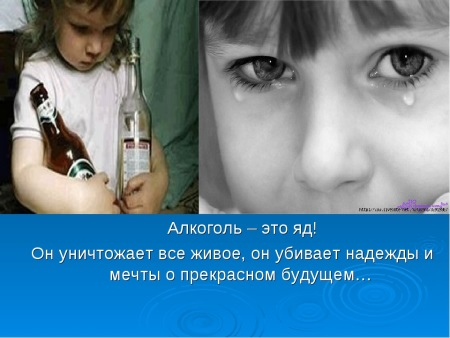 Алкоголь – это яд!
Он уничтожает все живое, он убивает надежды и
мечты о прекрасном будущем…